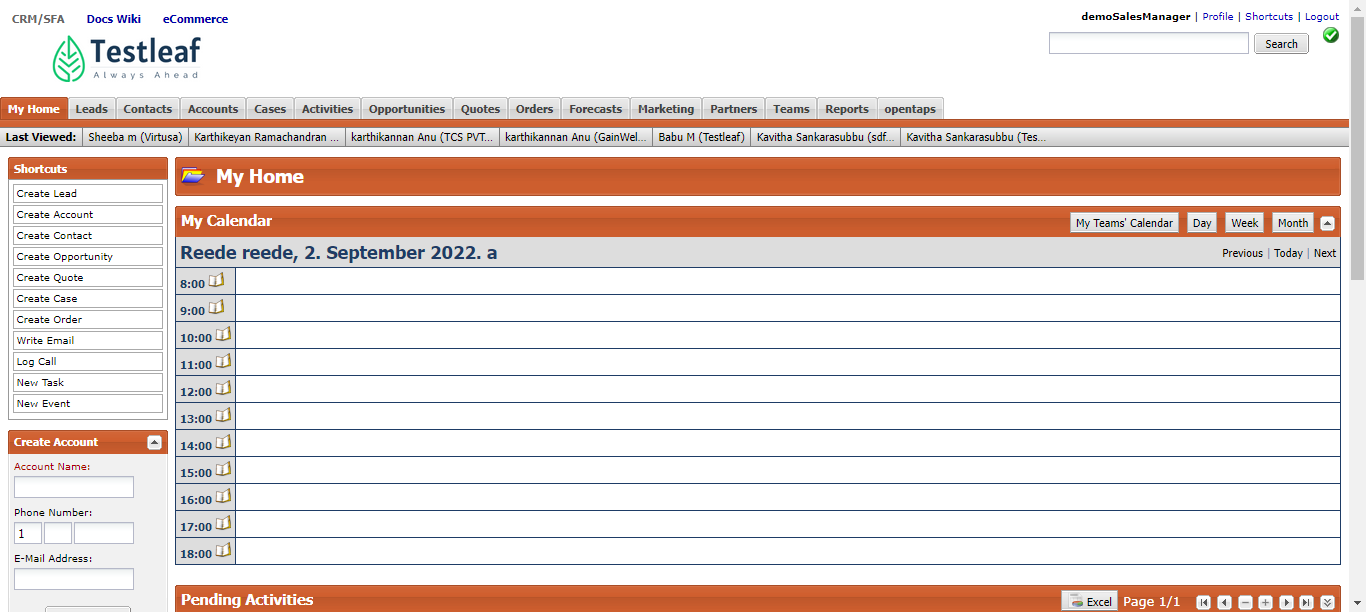 CRM/SFA Docs Wiki eCommerce
demoSalesManager | Profile | Shortcuts | Logout
Testleaf
Always Ahead
Search
My Home Leads Contacts Accounts Cases Activities Opportunities Quotes Orders Forecasts Marketing Partners Teams Reports opentaps
Last Viewed: Sheeba m (Virtusa) Karthikeyan Ramachandran ... karthikannan Anu (TCS PVT... karthikannan Anu (GainWel... Babu M (Testleaf) Kavitha Sankarasubbu (sdf... Kavitha Sankarasubbu (Tes...
Shortcuts
Create Lead
Create Account
Create Contact
Create Opportunity
Create Quote
Create Case
Create Order
Write Email
Log Call
New Task
New Event
Create Account
Account Name:
Phone Number:
1
E-Mail Address:
My Home
My Calendar
My Teams' Calendar Day Week Month
Reede reede, 2. September 2022. a
Previous | Today | Next
8:00
9:00
10:00
11:00
12:00
13:00
14:00
15:00
16:00
17:00
18:00
Pending Activities
Excel Page 1/1